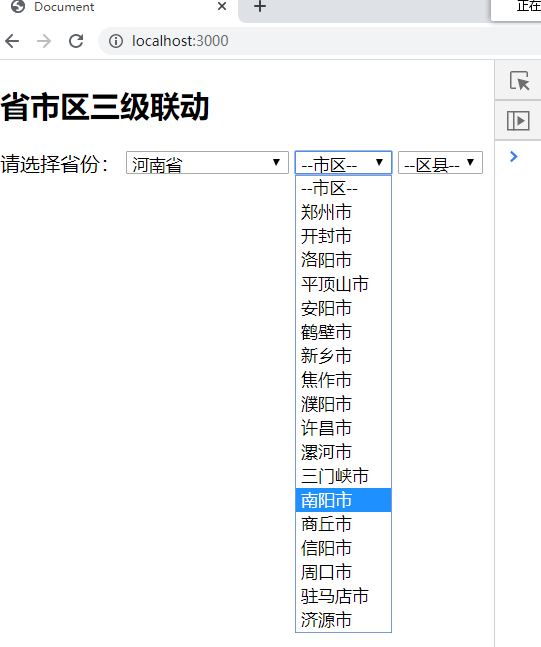 Document
正在
localhost:3000
省市区三级联动
请选择省份： 河南省 --市区-- --区县--
--市区--
郑州市
开封市
洛阳市
平顶山市
安阳市
鹤壁市
新乡市
焦作市
濮阳市
许昌市
漯河市
三门峡市
南阳市
商丘市
信阳市
周口市
驻马店市
济源市